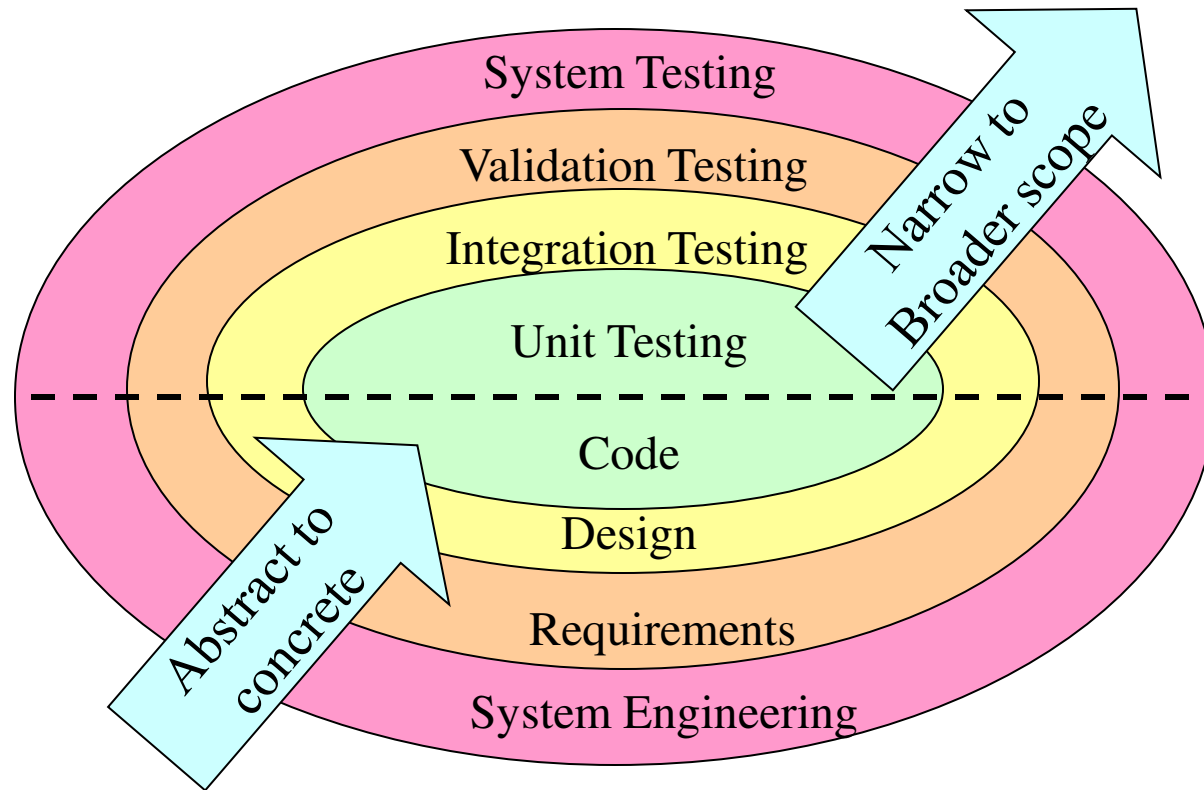 System Testing
Validation Testing
Integration Testing
Unit Testing
Narrow to
Broader scope
Code
Design
Requirements
System Engineering
Abstract to
concrete